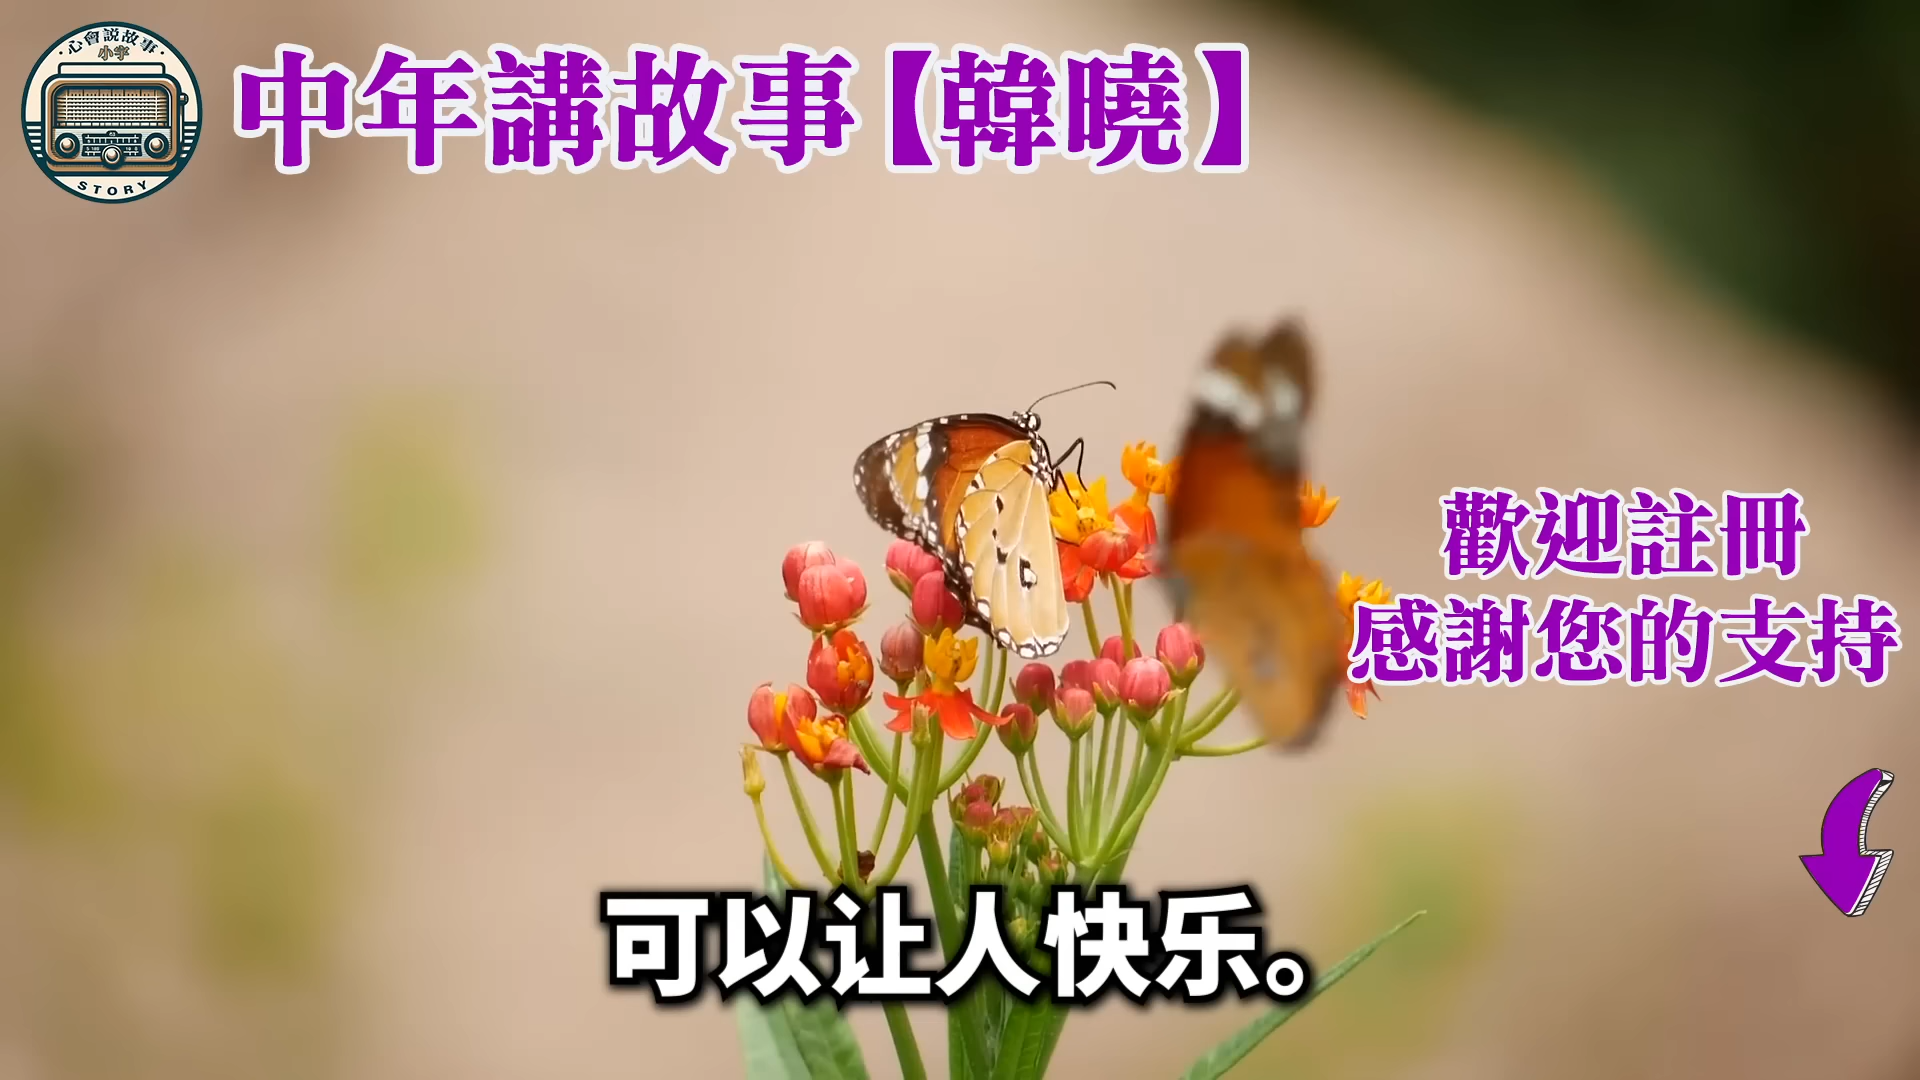 ·心會説故事·
小宇
STORY
中年講故事【韓曉】
歡迎註冊
感謝您的支持
可以让人快乐。